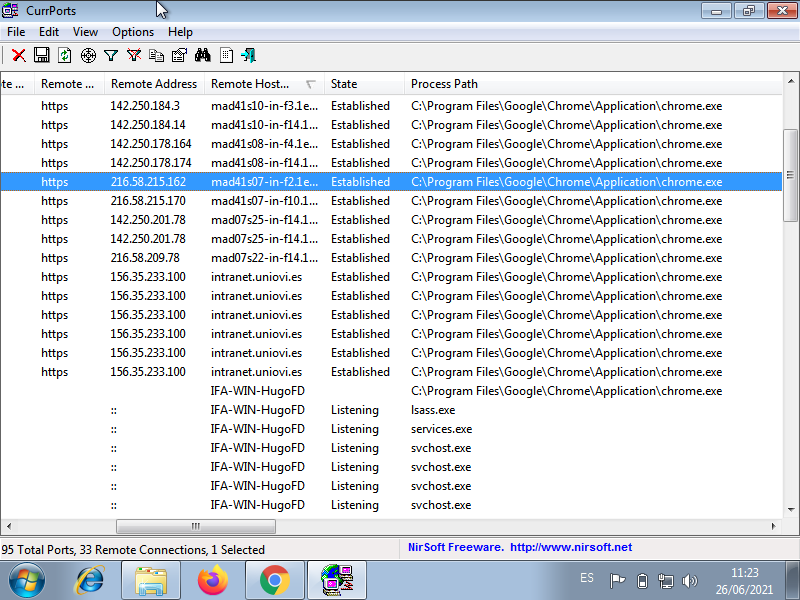 CurrPorts
File Edit View Options Help
te ... Remote ... Remote Address Remote Host... State Process Path
https 142.250.184.3 mad41s10-in-f3.1e... Established C:\Program Files\Google\Chrome\Application\chrome.exe
https 142.250.184.14 mad41s10-in-f14.1... Established C:\Program Files\Google\Chrome\Application\chrome.exe
https 142.250.178.164 mad41s08-in-f4.1e... Established C:\Program Files\Google\Chrome\Application\chrome.exe
https 142.250.178.174 mad41s08-in-f14.1... Established C:\Program Files\Google\Chrome\Application\chrome.exe
https 216.58.215.162 mad41s07-in-f2.1e... Established C:\Program Files\Google\Chrome\Application\chrome.exe
https 216.58.215.170 mad41s07-in-f10.1... Established C:\Program Files\Google\Chrome\Application\chrome.exe
https 142.250.201.78 mad07s25-in-f14.1... Established C:\Program Files\Google\Chrome\Application\chrome.exe
https 142.250.201.78 mad07s25-in-f14.1... Established C:\Program Files\Google\Chrome\Application\chrome.exe
https 216.58.209.78 mad07s22-in-f14.1... Established C:\Program Files\Google\Chrome\Application\chrome.exe
https 156.35.233.100 intranet.uniovi.es Established C:\Program Files\Google\Chrome\Application\chrome.exe
https 156.35.233.100 intranet.uniovi.es Established C:\Program Files\Google\Chrome\Application\chrome.exe
https 156.35.233.100 intranet.uniovi.es Established C:\Program Files\Google\Chrome\Application\chrome.exe
https 156.35.233.100 intranet.uniovi.es Established C:\Program Files\Google\Chrome\Application\chrome.exe
https 156.35.233.100 intranet.uniovi.es Established C:\Program Files\Google\Chrome\Application\chrome.exe
https 156.35.233.100 intranet.uniovi.es Established C:\Program Files\Google\Chrome\Application\chrome.exe
IFA-WIN-HugoFD C:\Program Files\Google\Chrome\Application\chrome.exe
:: IFA-WIN-HugoFD Listening lsass.exe
:: IFA-WIN-HugoFD Listening services.exe
:: IFA-WIN-HugoFD Listening svchost.exe
:: IFA-WIN-HugoFD Listening svchost.exe
:: IFA-WIN-HugoFD Listening svchost.exe
:: IFA-WIN-HugoFD Listening svchost.exe
95 Total Ports, 33 Remote Connections, 1 Selected NirSoft Freeware. http://www.nirsoft.net
ES 11:23
26/06/2021